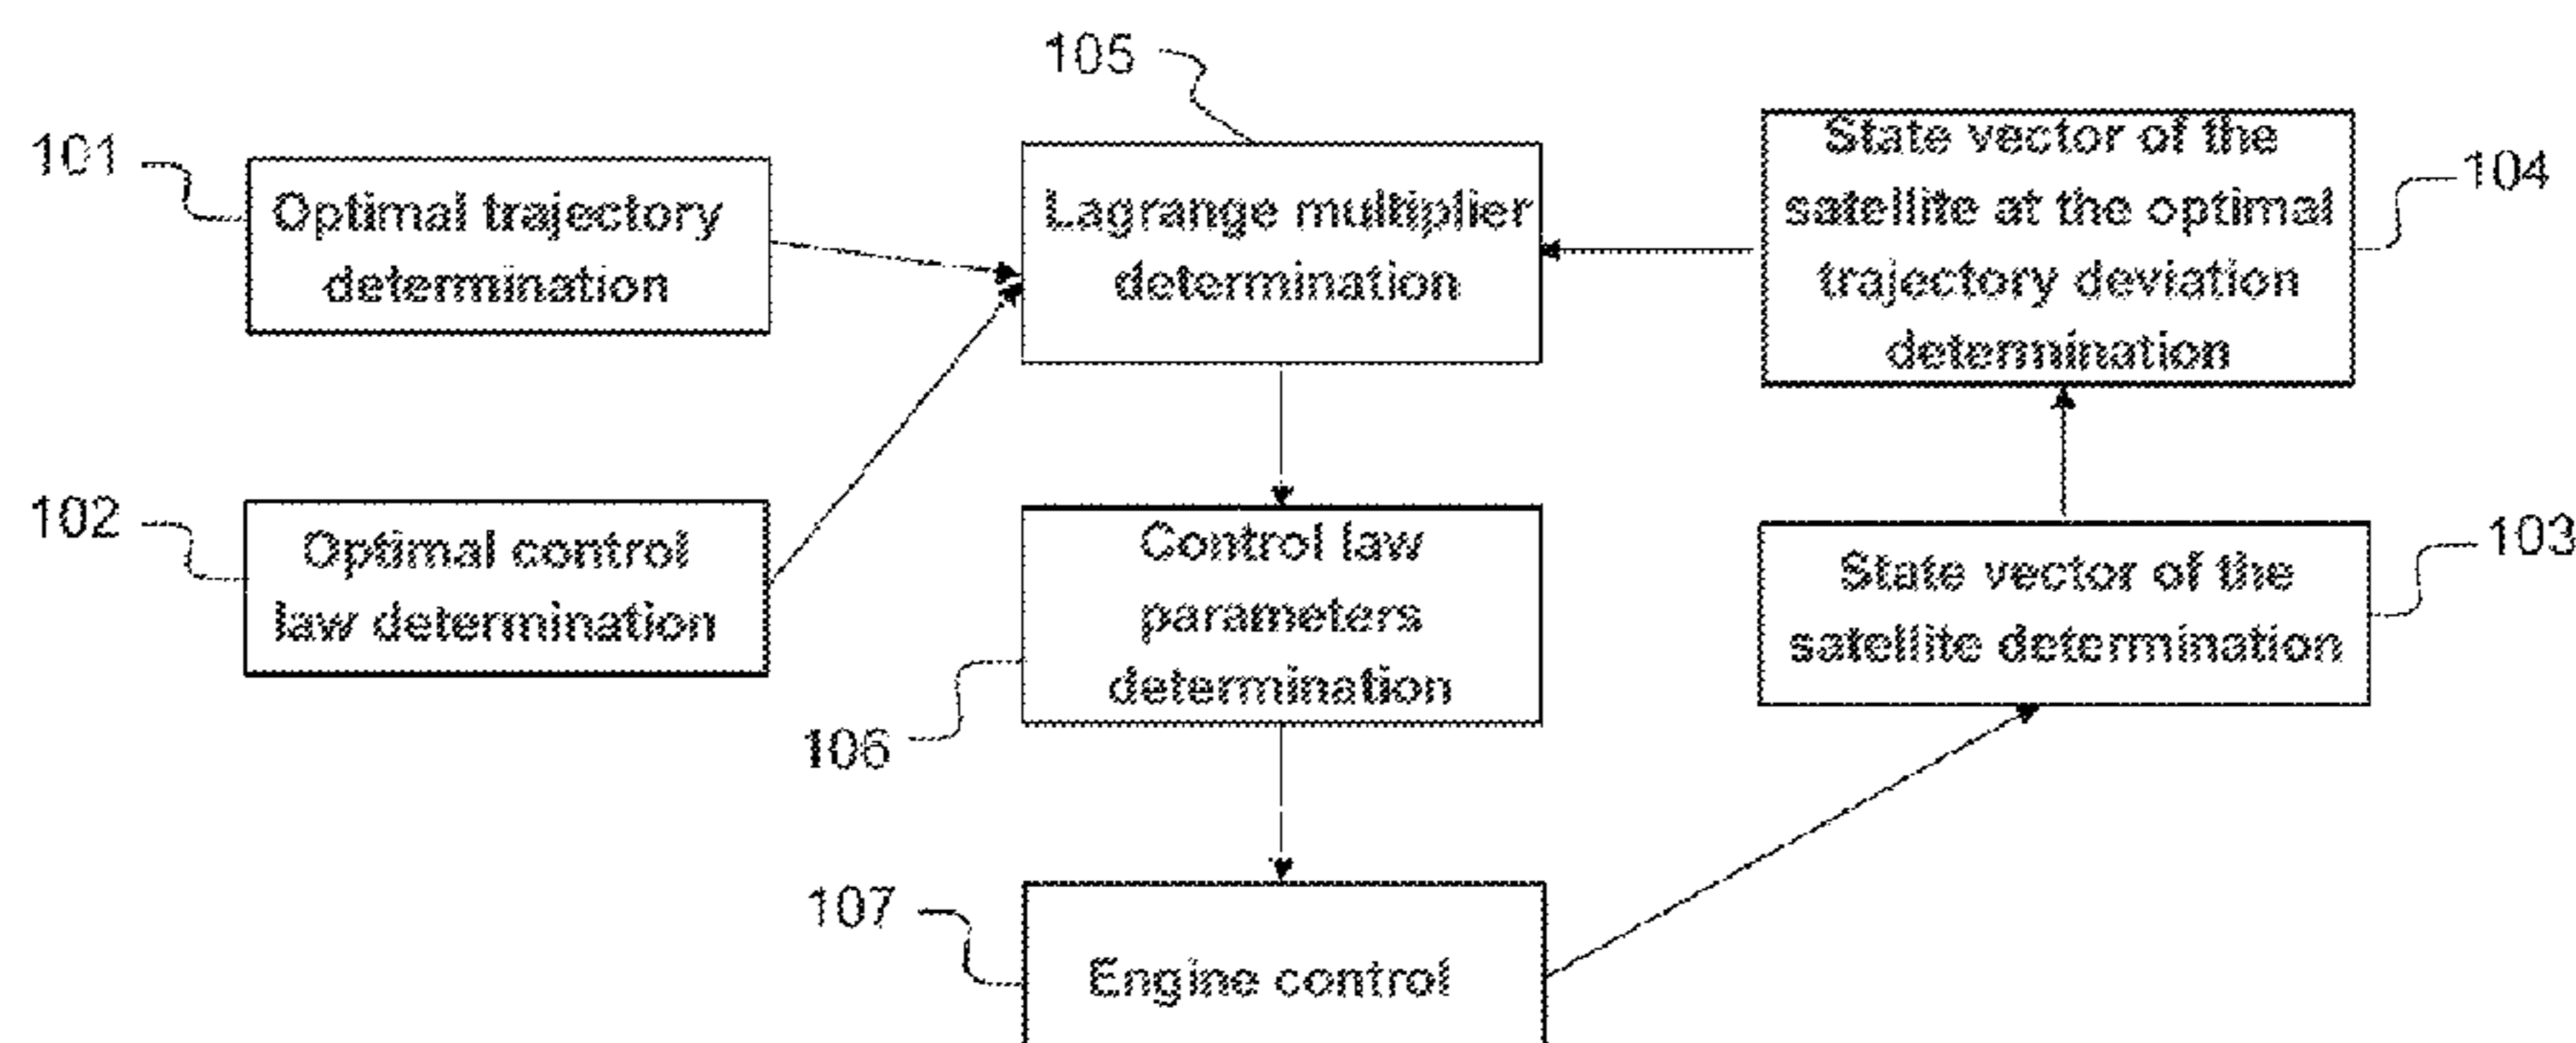 105
101
Optimal trajectory
determination
Lagrange multiplier
determination
State vector of the
satellite at the optimal
trajectory deviation
determination
104
102
Optimal control
law determination
Control law
parameters
determination
106
State vector of the
satellite determination
103
107
Engine control